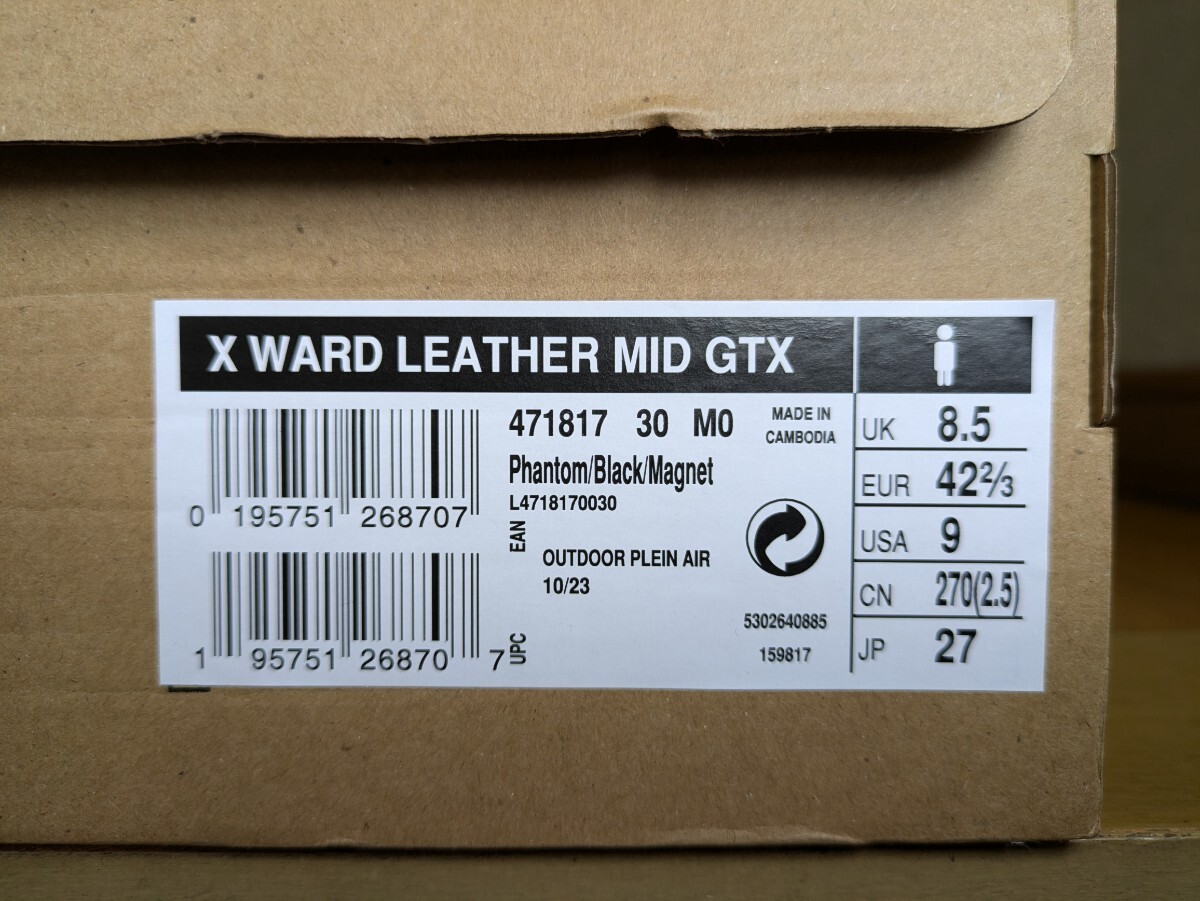 X WARD LEATHER MID GTX
471817 30 M0
MADE IN
CAMBODIA
Phantom/Black/Magnet
L4718170030
0 195751 268707
EAN
OUTDOOR PLEIN AIR
10/23
1 95751 26870 7
UPC
5302640885
159817
UK 8.5
EUR 42⅔
USA 9
CN 270(2.5)
JP 27